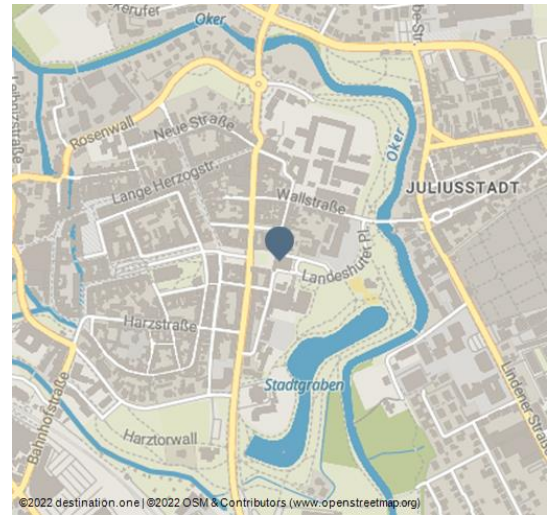 Oker
Rosenwall
Neue Straße
Lange Herzogstr.
Wallstraße
Oker
JULIUSSTADT
Landeshuter Pl.
Harzstraße
Stadtgraben
Bahnhofstraße
Harztorwall
Lindener Straße
©2022 destination.one | ©2022 OSM & Contributors (www.openstreetmap.org)